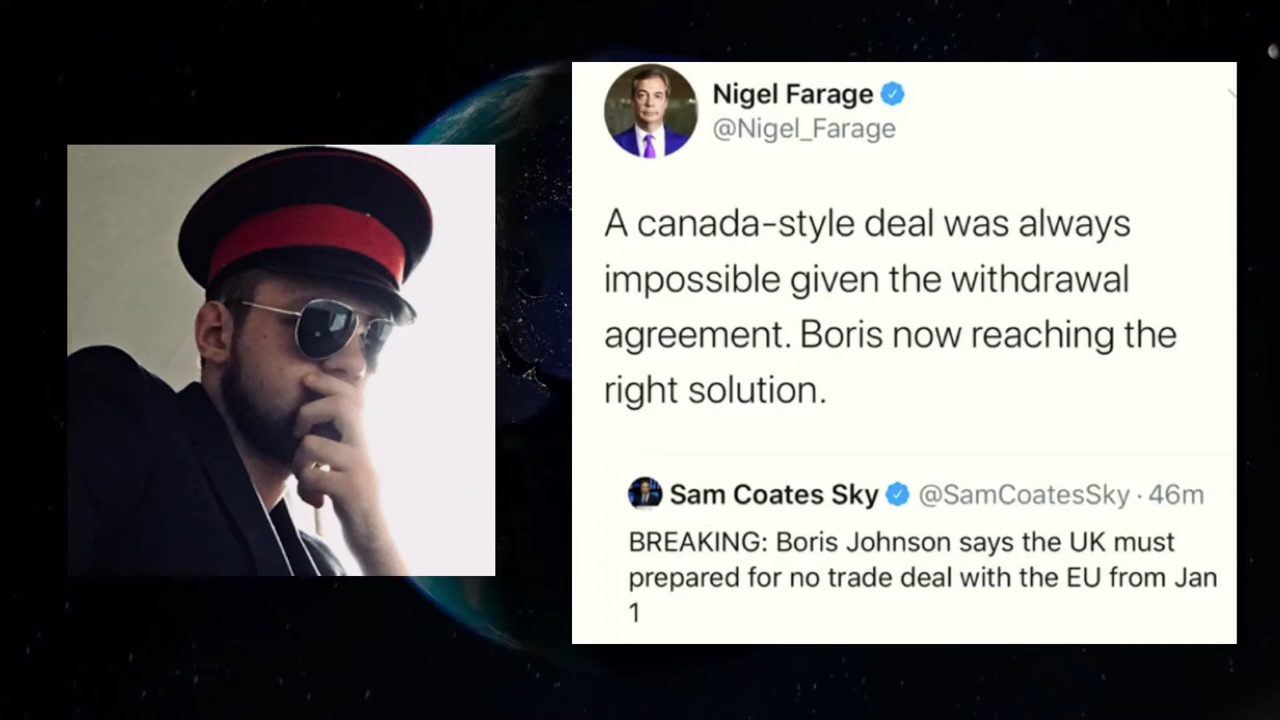 Nigel Farage
@Nigel_Farage
A canada-style deal was always
impossible given the withdrawal
agreement. Boris now reaching the
right solution.
Sam Coates Sky @SamCoatesSky · 46m
BREAKING: Boris Johnson says the UK must
prepared for no trade deal with the EU from Jan
1